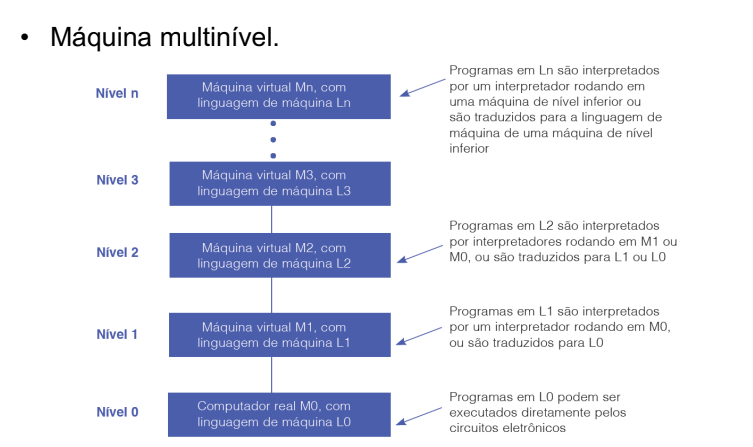 • Máquina multinível.
Nível n
Máquina virtual Mn, com
linguagem de máquina Ln
Programas em Ln são interpretados
por um interpretador rodando em
uma máquina de nível inferior ou
são traduzidos para a linguagem de
máquina de uma máquina de nível
inferior
Nível 3
Máquina virtual M3, com
linguagem de máquina L3
Nível 2
Máquina virtual M2, com
linguagem de máquina L2
Programas em L2 são interpretados
por interpretadores rodando em M1 ou
M0, ou são traduzidos para L1 ou L0
Nível 1
Máquina virtual M1, com
linguagem de máquina L1
Programas em L1 são interpretados
por um interpretador rodando em M0,
ou são traduzidos para L0
Nível 0
Computador real M0, com
linguagem de máquina L0
Programas em L0 podem ser
executados diretamente pelos
circuitos eletrônicos